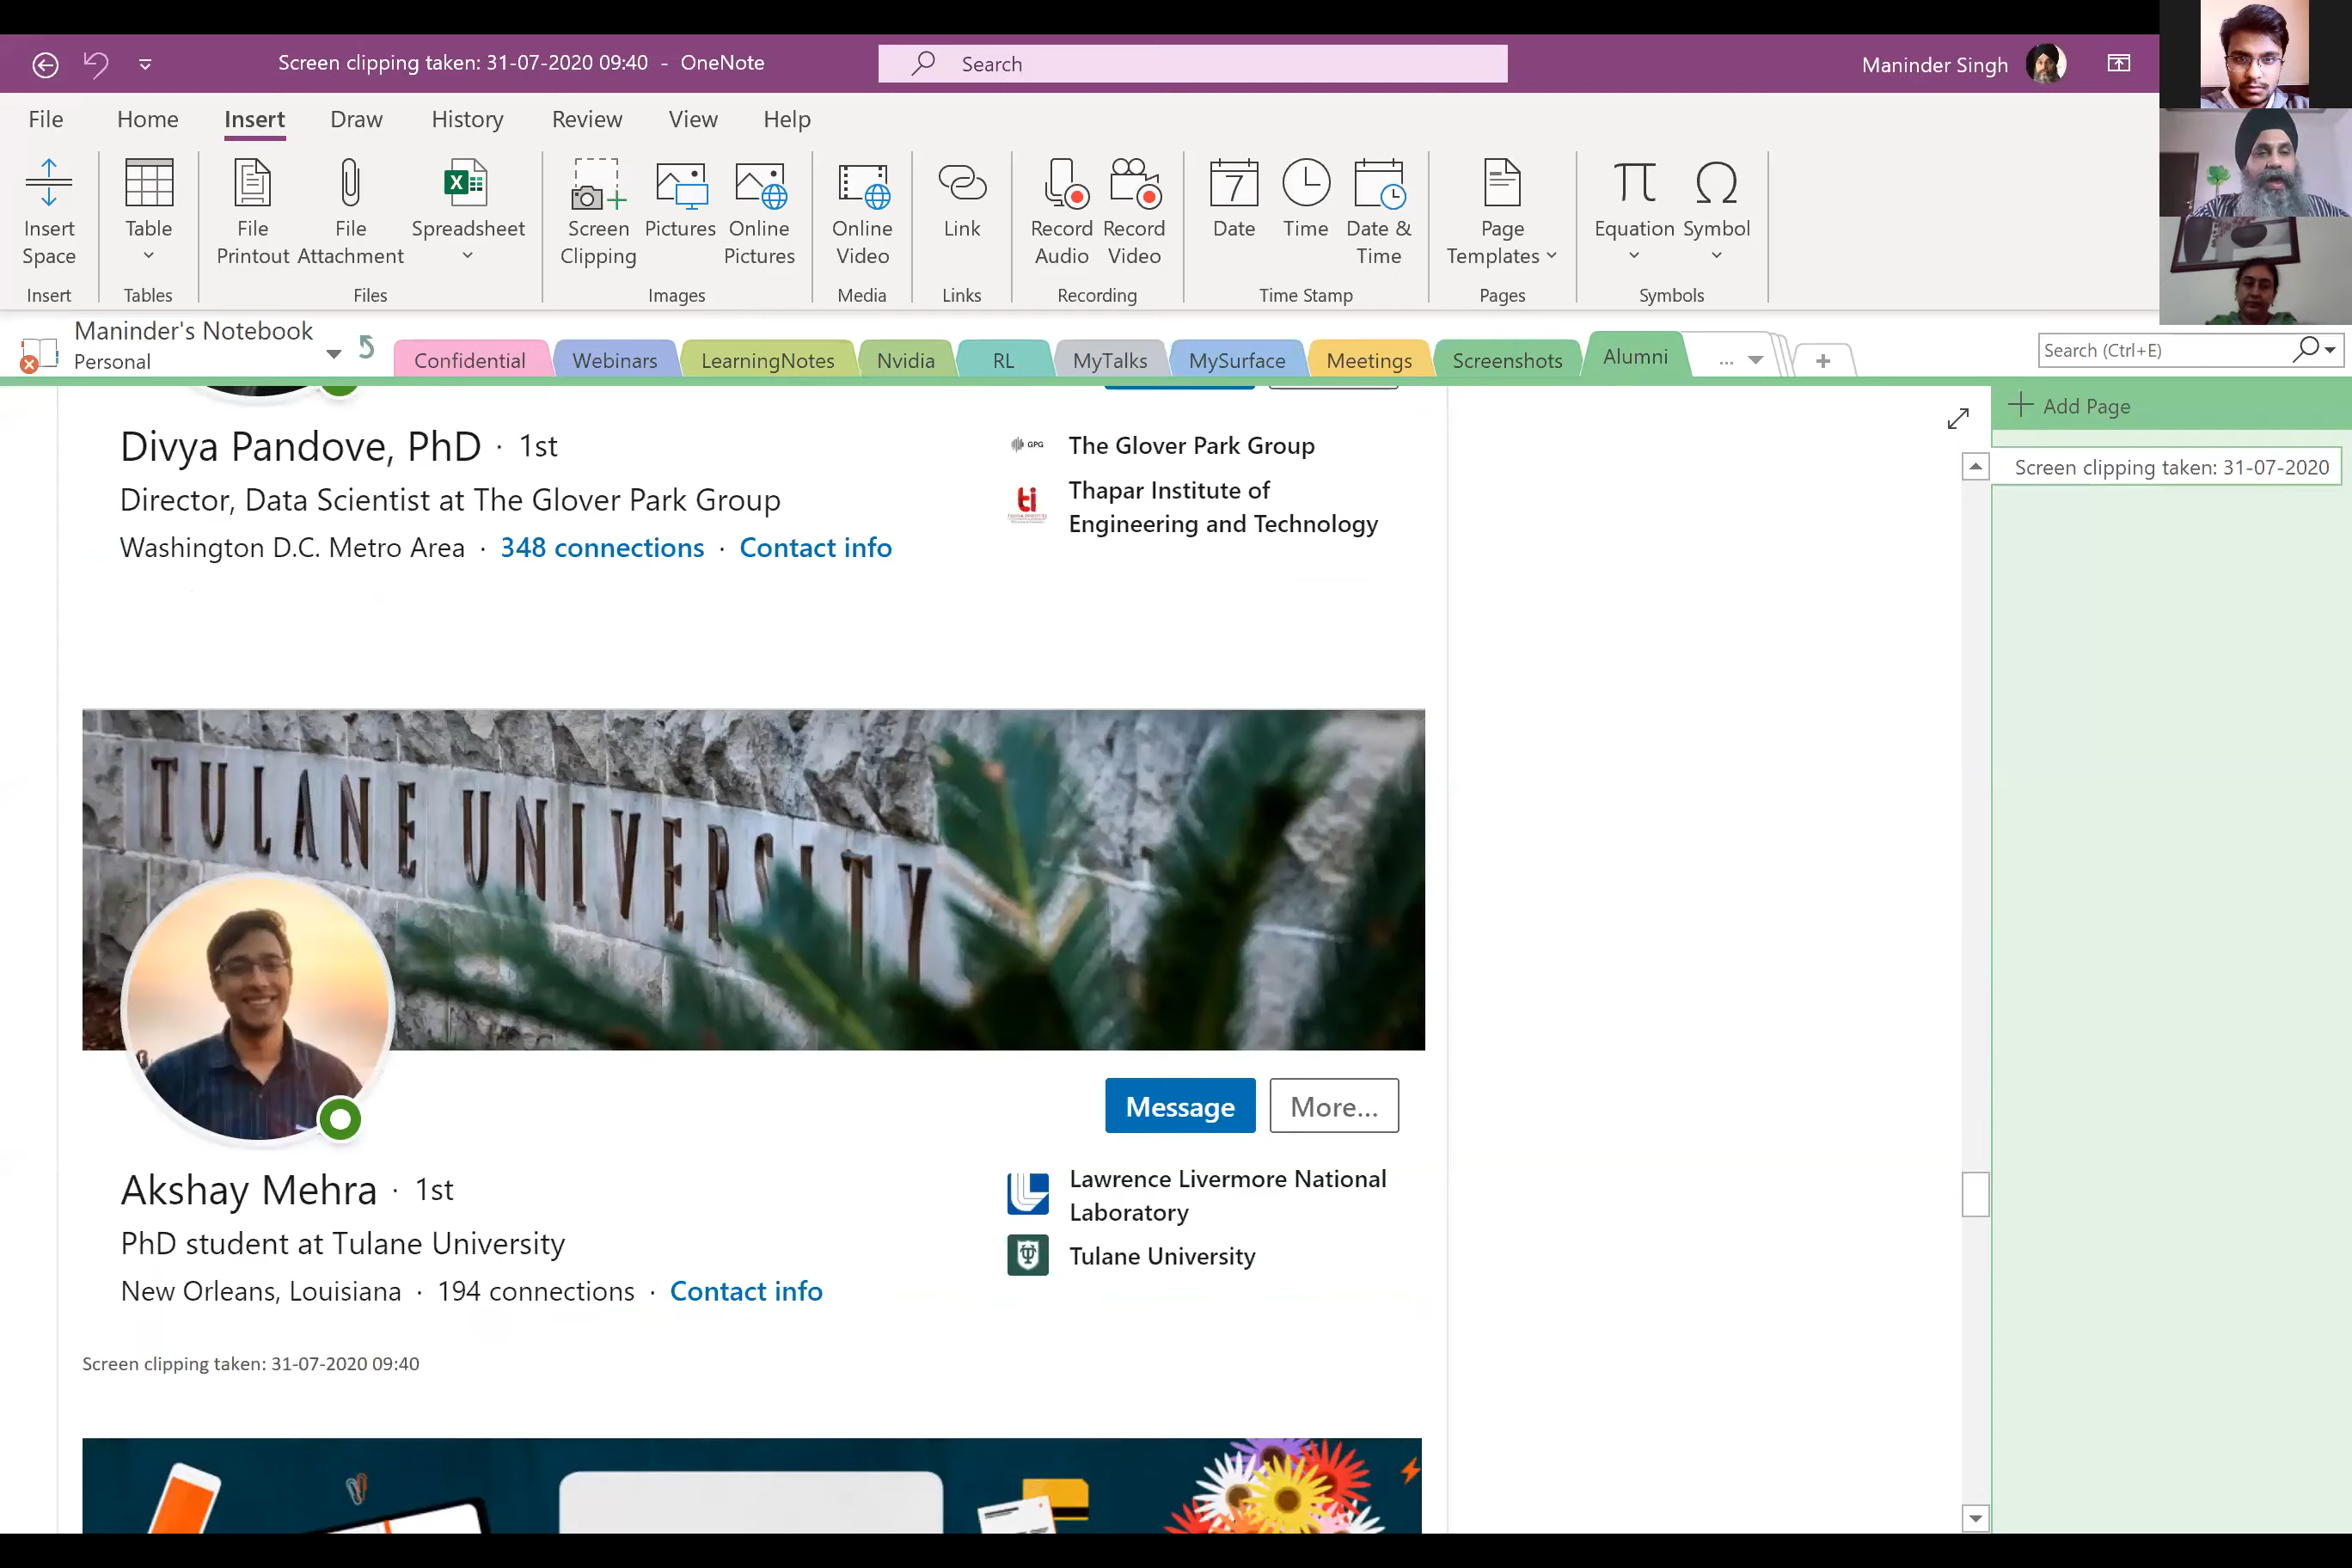 Screen clipping taken: 31-07-2020 09:40 - OneNote
Search
Maninder Singh
File Home Insert Draw History Review View Help
Insert Space
Table
File Printout
File Attachment
Spreadsheet
Screen Clipping
Pictures
Online Pictures
Online Video
Link
Record Audio
Record Video
7
Date
Time
Date & Time
Page Templates
π
Equation
Ω
Symbol
Insert Tables Files Images Media Links Recording Time Stamp Pages Symbols
Maninder's Notebook
Personal
Confidential Webinars LearningNotes Nvidia RL MyTalks MySurface Meetings Screenshots Alumni ... +
Search (Ctrl+E)
Add Page
Screen clipping taken: 31-07-2020
Divya Pandove, PhD · 1st
Director, Data Scientist at The Glover Park Group
Washington D.C. Metro Area · 348 connections · Contact info
GPG
The Glover Park Group
ti
Thapar Institute of
Engineering and Technology
TULANE UNIVERSITY
Message
More...
Akshay Mehra · 1st
PhD student at Tulane University
New Orleans, Louisiana · 194 connections · Contact info
Lawrence Livermore National
Laboratory
Tulane University
Screen clipping taken: 31-07-2020 09:40